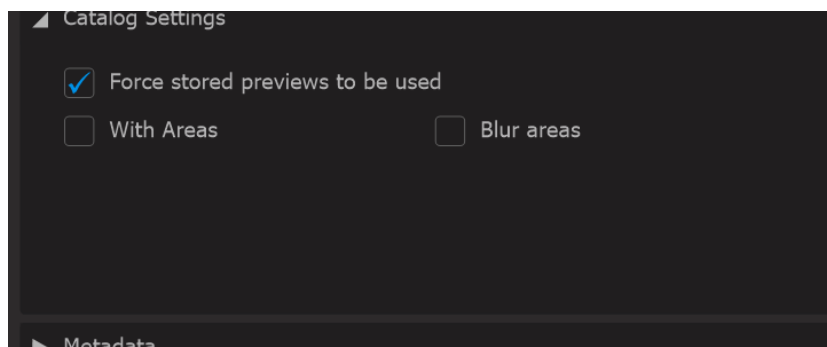 Catalog Settings
Force stored previews to be used
With Areas
Blur areas
Metadata